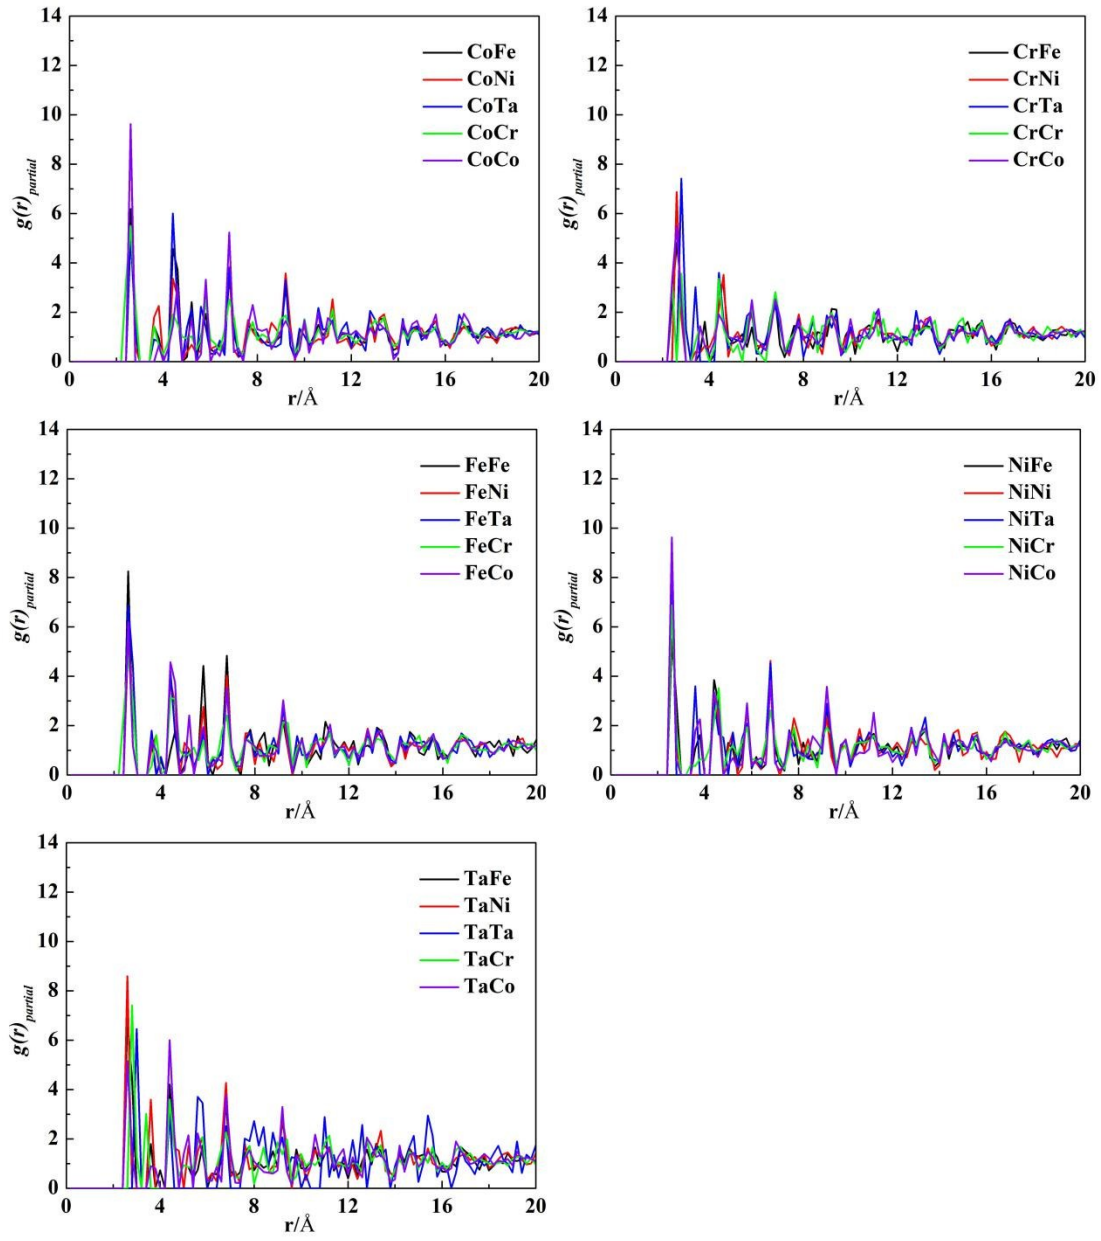 14
12
10
8
6
4
2
0
g(r)partial
CoFe
CoNi
CoTa
CoCr
CoCo
0 4 8 12 16 20
r/Å
14
12
10
8
6
4
2
0
g(r)partial
CrFe
CrNi
CrTa
CrCr
CrCo
0 4 8 12 16 20
r/Å
14
12
10
8
6
4
2
0
g(r)partial
FeFe
FeNi
FeTa
FeCr
FeCo
0 4 8 12 16 20
r/Å
14
12
10
8
6
4
2
0
g(r)partial
NiFe
NiNi
NiTa
NiCr
NiCo
0 4 8 12 16 20
r/Å
14
12
10
8
6
4
2
0
g(r)partial
TaFe
TaNi
TaTa
TaCr
TaCo
0 4 8 12 16 20
r/Å